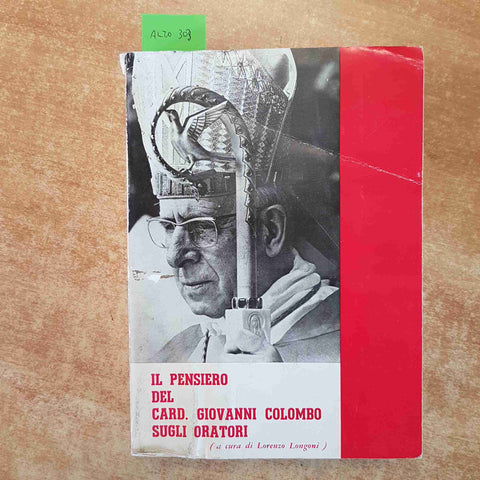 ALZO 303
IL PENSIERO
DEL
CARD. GIOVANNI COLOMBO
SUGLI ORATORI
(a cura di Lorenzo Longoni)